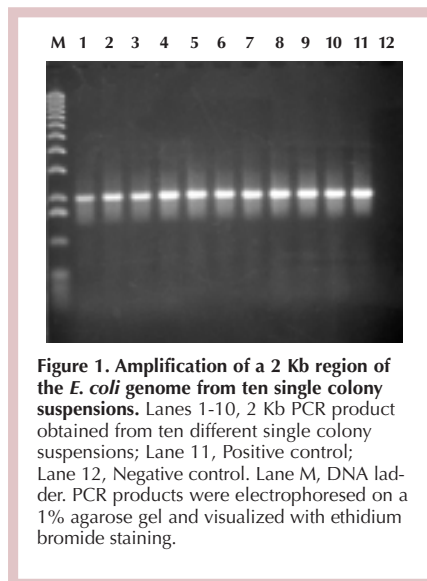 M 1 2 3 4 5 6 7 8 9 10 11 12
Figure 1. Amplification of a 2 Kb region of
the E. coli genome from ten single colony
suspensions. Lanes 1-10, 2 Kb PCR product
obtained from ten different single colony
suspensions; Lane 11, Positive control;
Lane 12, Negative control. Lane M, DNA lad-
der. PCR products were electrophoresed on a
1% agarose gel and visualized with ethidium
bromide staining.